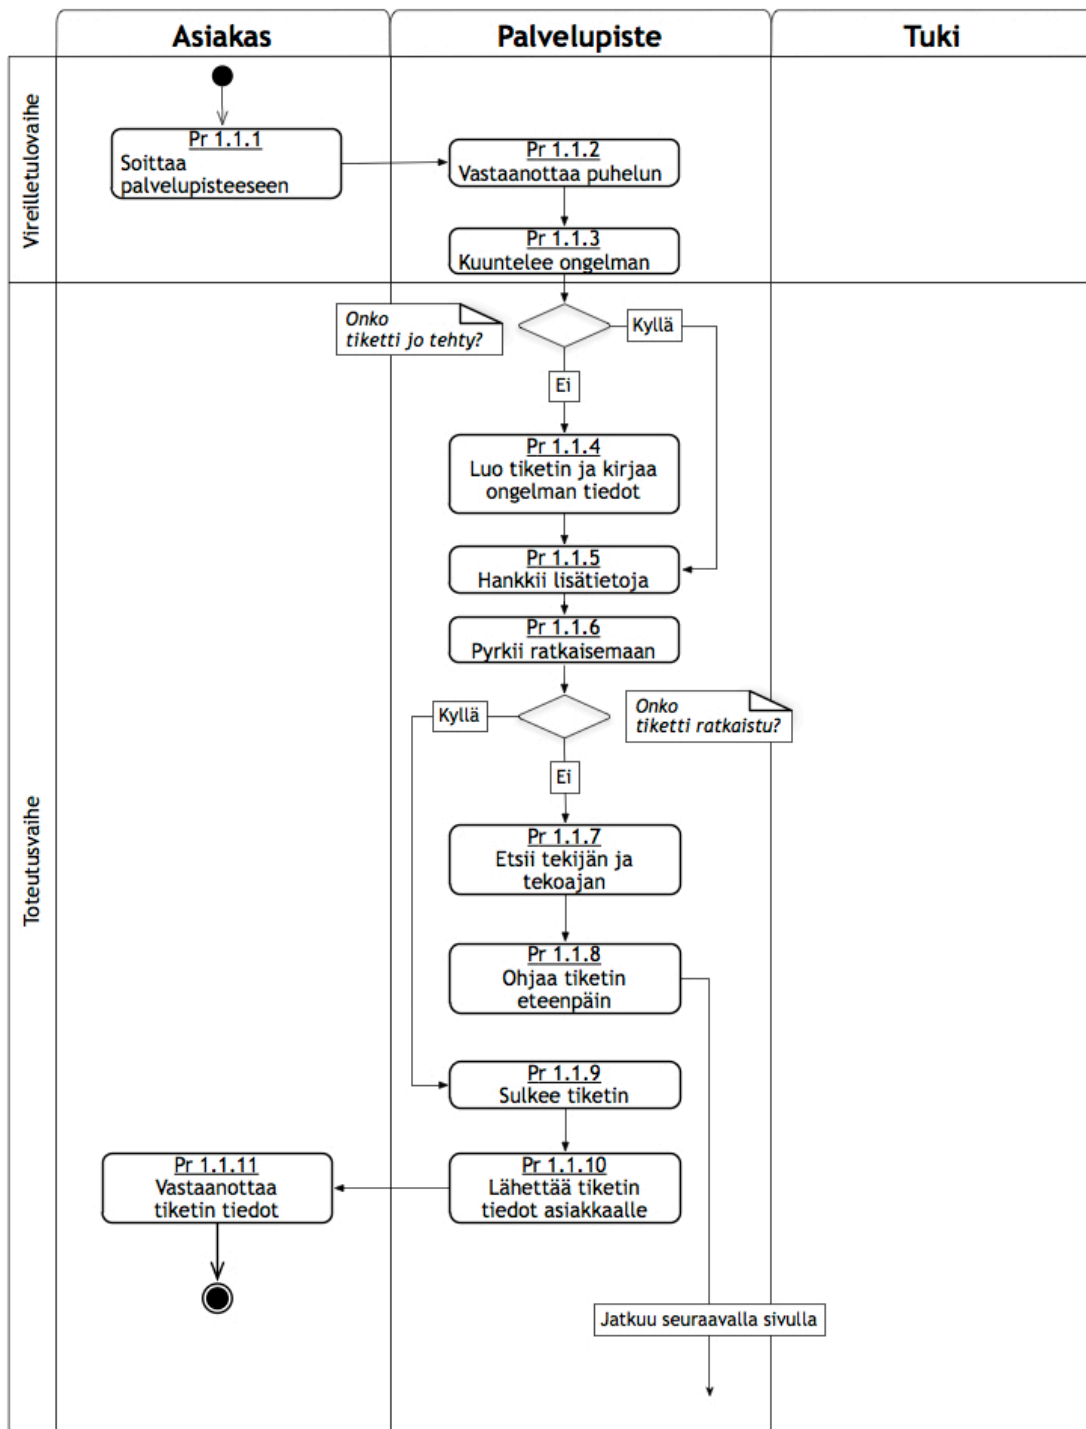 Asiakas
Palvelupiste
Tuki
Vireilletulovaihe
Pr 1.1.1
Soittaa
palvelupisteeseen
Pr 1.1.2
Vastaanottaa puhelun
Pr 1.1.3
Kuuntelee ongelman
Toteutusvaihe
Onko
tiketti jo tehty?
Kyllä
Ei
Pr 1.1.4
Luo tiketin ja kirjaa
ongelman tiedot
Pr 1.1.5
Hankkii lisätietoja
Pr 1.1.6
Pyrkii ratkaisemaan
Kyllä
Onko
tiketti ratkaistu?
Ei
Pr 1.1.7
Etsii tekijän ja
tekoajan
Pr 1.1.8
Ohjaa tiketin
eteenpäin
Pr 1.1.9
Sulkee tiketin
Pr 1.1.10
Lähettää tiketin
tiedot asiakkaalle
Pr 1.1.11
Vastaanottaa
tiketin tiedot
Jatkuu seuraavalla sivulla